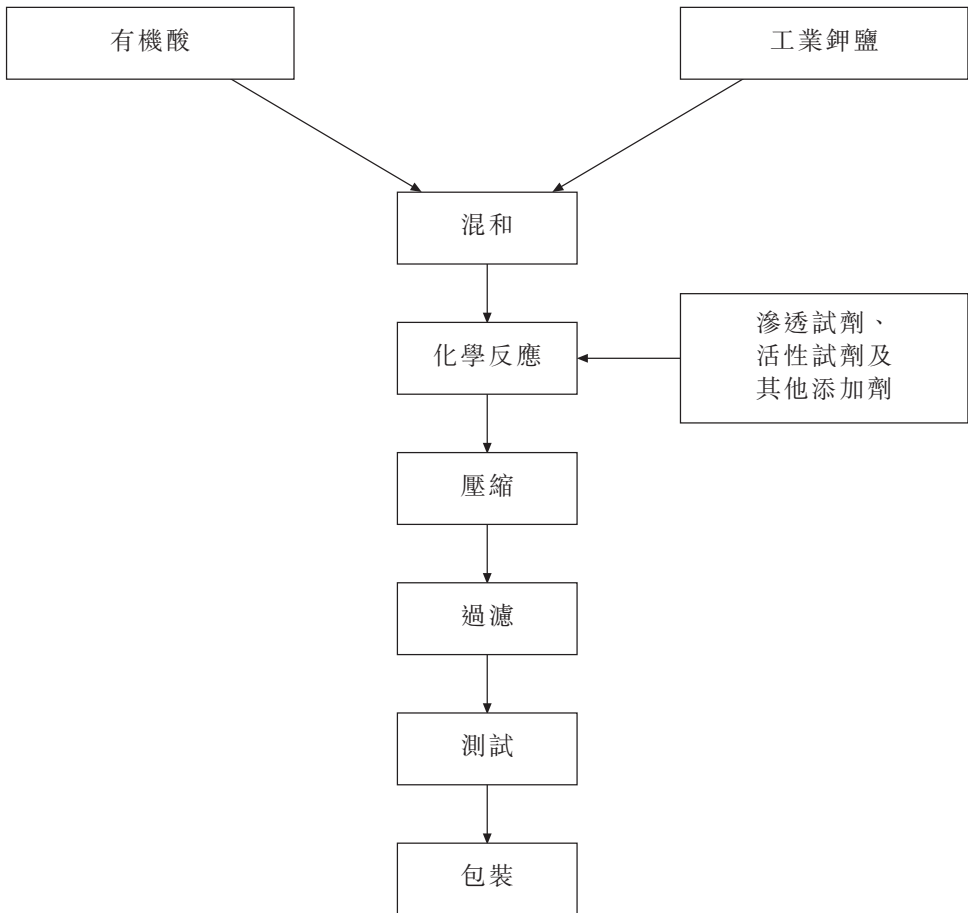 有機酸
工業鉀鹽
混和
化學反應
滲透試劑、
活性試劑及
其他添加劑
壓縮
過濾
測試
包裝